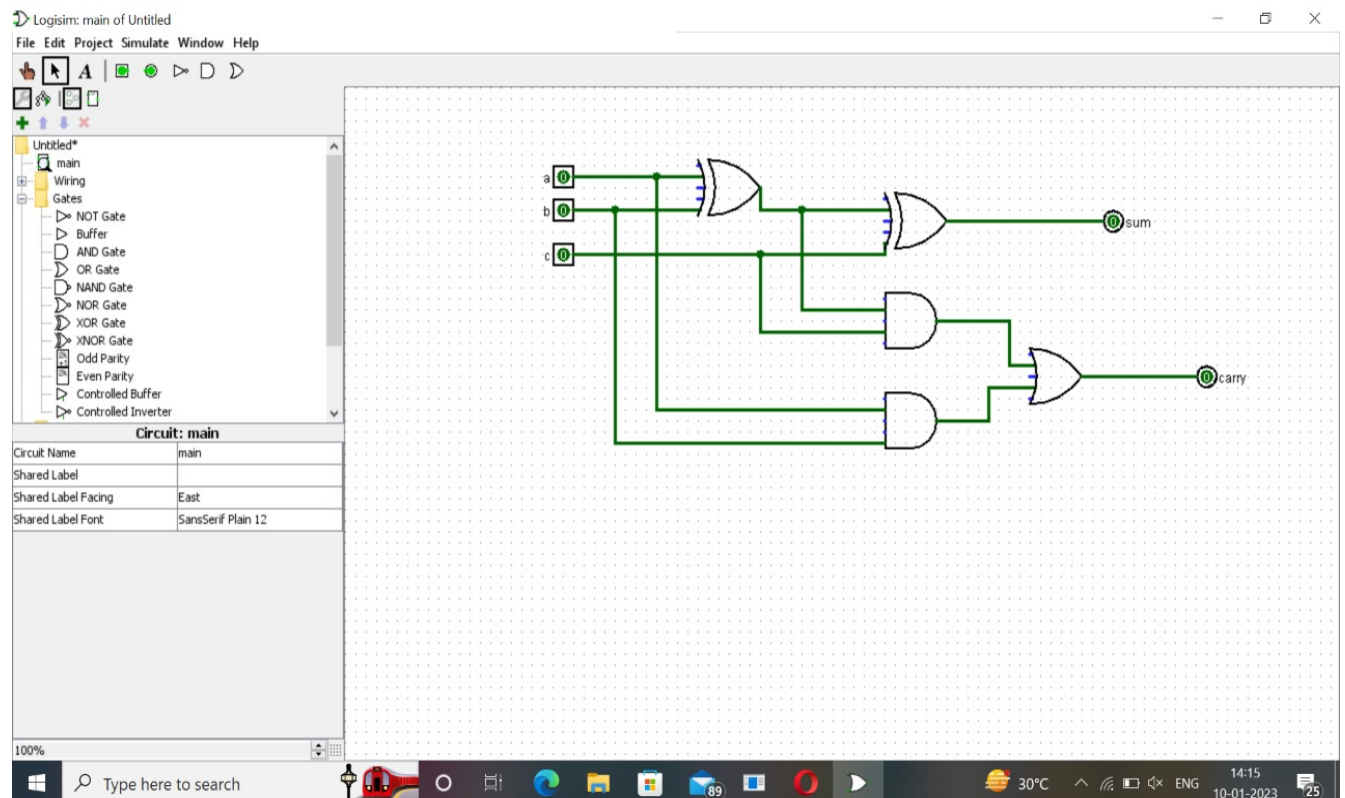 Logisim: main of Untitled
File Edit Project Simulate Window Help
A
Untitled*
main
Wiring
Gates
NOT Gate
Buffer
AND Gate
OR Gate
NAND Gate
NOR Gate
XOR Gate
XNOR Gate
Odd Parity
Even Parity
Controlled Buffer
Controlled Inverter
Circuit: main
Circuit Name main
Shared Label
Shared Label Facing East
Shared Label Font SansSerif Plain 12
100%
a 0
b 0
c 0
0 sum
0 carry
Type here to search
89
30°C
ENG
14:15
10-01-2023
25